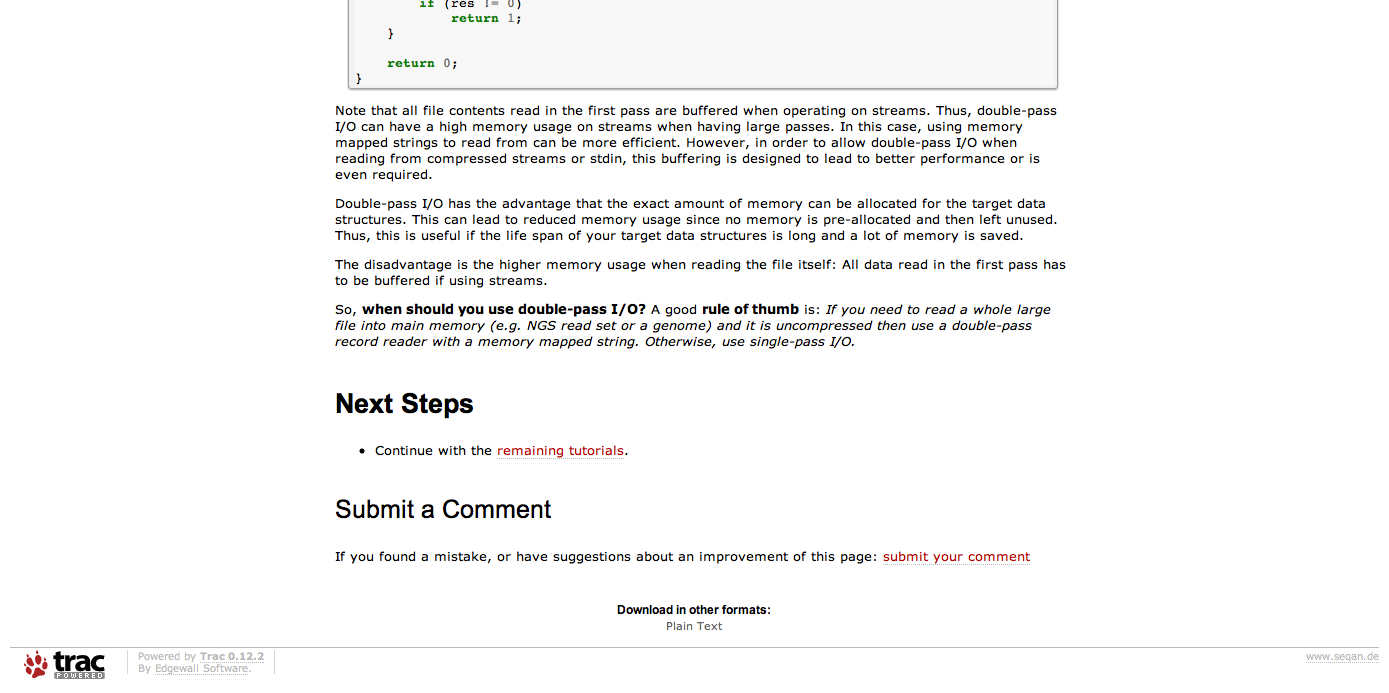 if (res != 0)
return 1;
}
return 0;
}
Note that all file contents read in the first pass are buffered when operating on streams. Thus, double-pass
I/O can have a high memory usage on streams when having large passes. In this case, using memory
mapped strings to read from can be more efficient. However, in order to allow double-pass I/O when
reading from compressed streams or stdin, this buffering is designed to lead to better performance or is
even required.
Double-pass I/O has the advantage that the exact amount of memory can be allocated for the target data
structures. This can lead to reduced memory usage since no memory is pre-allocated and then left unused.
Thus, this is useful if the life span of your target data structures is long and a lot of memory is saved.
The disadvantage is the higher memory usage when reading the file itself: All data read in the first pass has
to be buffered if using streams.
So, when should you use double-pass I/O? A good rule of thumb is: If you need to read a whole large
file into main memory (e.g. NGS read set or a genome) and it is uncompressed then use a double-pass
record reader with a memory mapped string. Otherwise, use single-pass I/O.
Next Steps
• Continue with the remaining tutorials.
Submit a Comment
If you found a mistake, or have suggestions about an improvement of this page: submit your comment
Download in other formats:
Plain Text
trac
POWERED
Powered by Trac 0.12.2
By Edgewall Software.
www.seqan.de